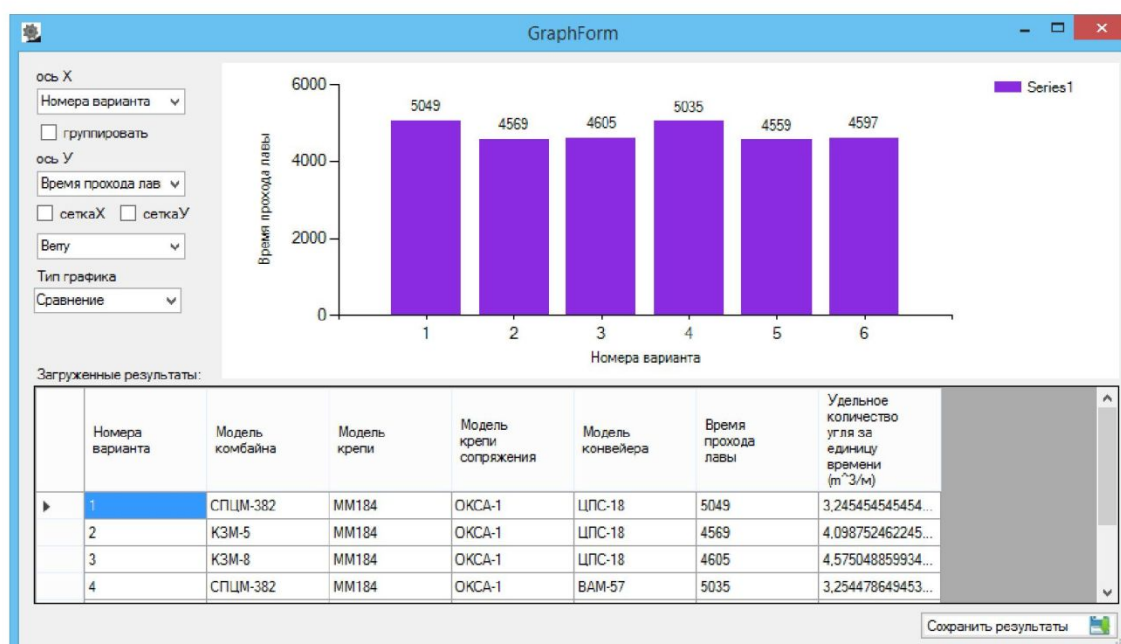 GraphForm
ось X
Номера варианта
группировать
ось У
Время прохода лав
сеткаX сеткаУ
Berry
Тип графика
Сравнение
Загруженные результаты:
Время прохода лавы
6000
4000
2000
0
5049 4569 4605 5035 4559 4597
1 2 3 4 5 6
Номера варианта
Series1
Номера
варианта
Модель
комбайна
Модель
крепи
Модель
крепи
сопряжения
Модель
конвейера
Время
прохода
лавы
Удельное
количество
угля за
единицу
времени
(m^3/м)
1 СПЦМ-382 ММ184 ОКСА-1 ЦПС-18 5049 3,245454545454...
2 КЗМ-5 ММ184 ОКСА-1 ЦПС-18 4569 4,098752462245...
3 КЗМ-8 ММ184 ОКСА-1 ЦПС-18 4605 4,575048859934...
4 СПЦМ-382 ММ184 ОКСА-1 ВАМ-57 5035 3,254478649453...
Сохранить результаты